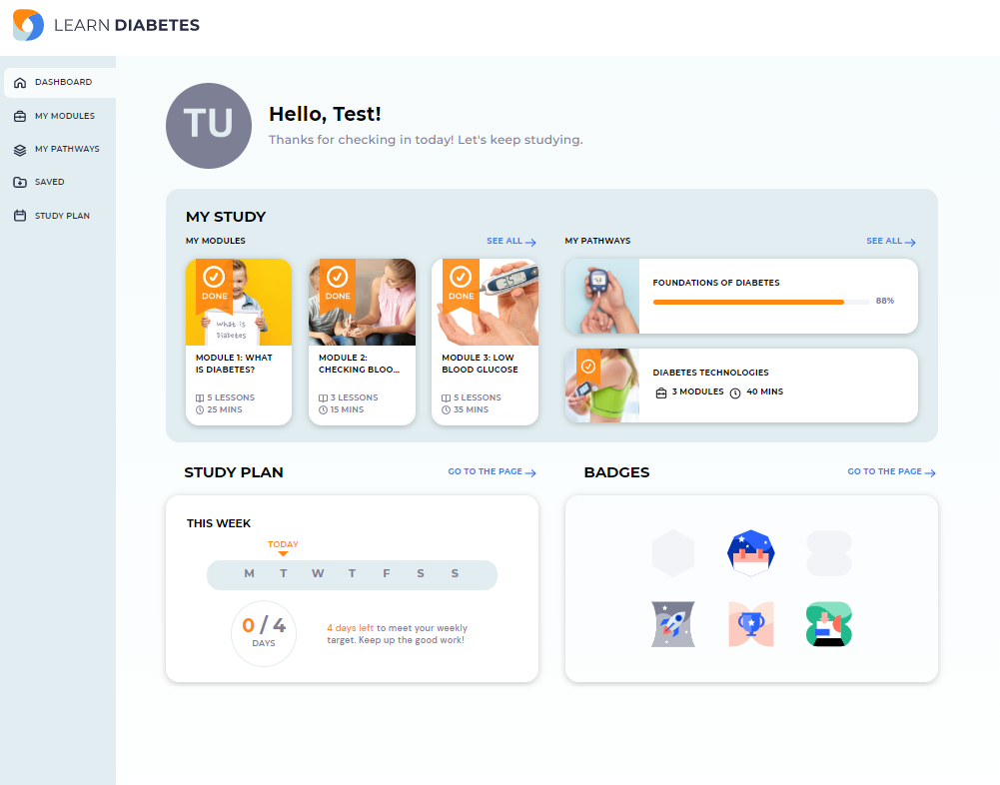 LEARN DIABETES
DASHBOARD
MY MODULES
MY PATHWAYS
SAVED
STUDY PLAN
TU
Hello, Test!
Thanks for checking in today! Let's keep studying.
MY STUDY
MY MODULES
SEE ALL
DONE
What is
Diabetes
MODULE 1: WHAT
IS DIABETES?
5 LESSONS
25 MINS
DONE
MODULE 2:
CHECKING BLOO...
3 LESSONS
15 MINS
DONE
MODULE 3: LOW
BLOOD GLUCOSE
5 LESSONS
35 MINS
MY PATHWAYS
SEE ALL
FOUNDATIONS OF DIABETES
88%
DIABETES TECHNOLOGIES
3 MODULES 40 MINS
STUDY PLAN
GO TO THE PAGE
THIS WEEK
TODAY
M T W T F S S
0 / 4
DAYS
4 days left to meet your weekly
target. Keep up the good work!
BADGES
GO TO THE PAGE